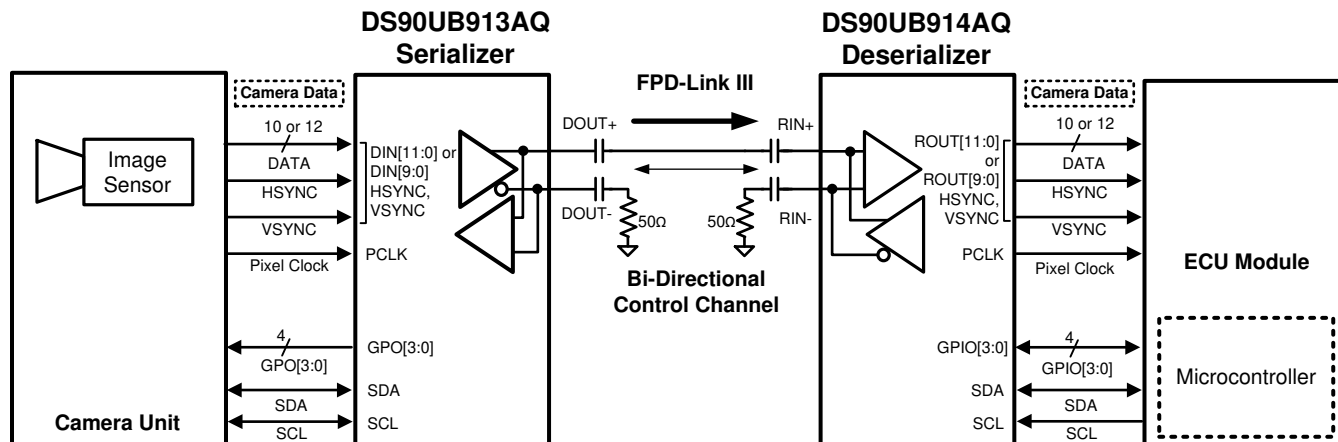 DS90UB913AQ
Serializer
DS90UB914AQ
Deserializer
Camera Data
FPD-Link III
Camera Data
Image
Sensor
10 or 12
DATA
HSYNC
VSYNC
Pixel Clock
4
GPO[3:0]
SDA
SCL
Camera Unit
DIN[11:0] or
DIN[9:0]
HSYNC,
VSYNC
PCLK
GPO[3:0]
SDA
SCL
DOUT+
DOUT-
50Ω
50Ω
RIN+
RIN-
Bi-Directional
Control Channel
ROUT[11:0]
or
ROUT[9:0]
HSYNC,
VSYNC
PCLK
GPIO[3:0]
SDA
SCL
10 or 12
DATA
HSYNC
VSYNC
Pixel Clock
4
GPIO[3:0]
SDA
SCL
ECU Module
Microcontroller